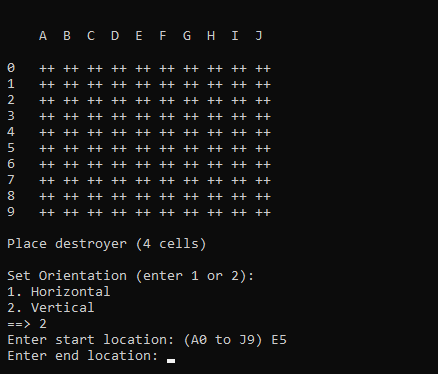 A B C D E F G H I J
0 ++ ++ ++ ++ ++ ++ ++ ++ ++ ++
1 ++ ++ ++ ++ ++ ++ ++ ++ ++ ++
2 ++ ++ ++ ++ ++ ++ ++ ++ ++ ++
3 ++ ++ ++ ++ ++ ++ ++ ++ ++ ++
4 ++ ++ ++ ++ ++ ++ ++ ++ ++ ++
5 ++ ++ ++ ++ ++ ++ ++ ++ ++ ++
6 ++ ++ ++ ++ ++ ++ ++ ++ ++ ++
7 ++ ++ ++ ++ ++ ++ ++ ++ ++ ++
8 ++ ++ ++ ++ ++ ++ ++ ++ ++ ++
9 ++ ++ ++ ++ ++ ++ ++ ++ ++ ++
Place destroyer (4 cells)
Set Orientation (enter 1 or 2):
1. Horizontal
2. Vertical
==> 2
Enter start location: (A0 to J9) E5
Enter end location: _